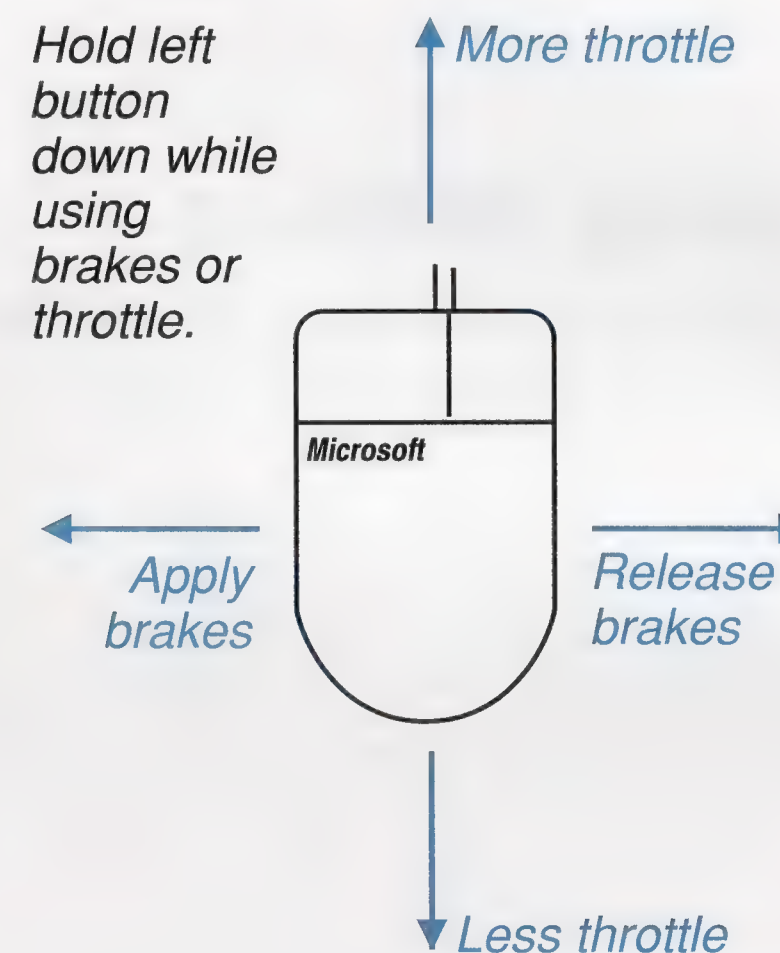 Hold left
button
down while
using
brakes or
throttle.
More throttle
Microsoft
Apply
brakes
Release
brakes
Less throttle